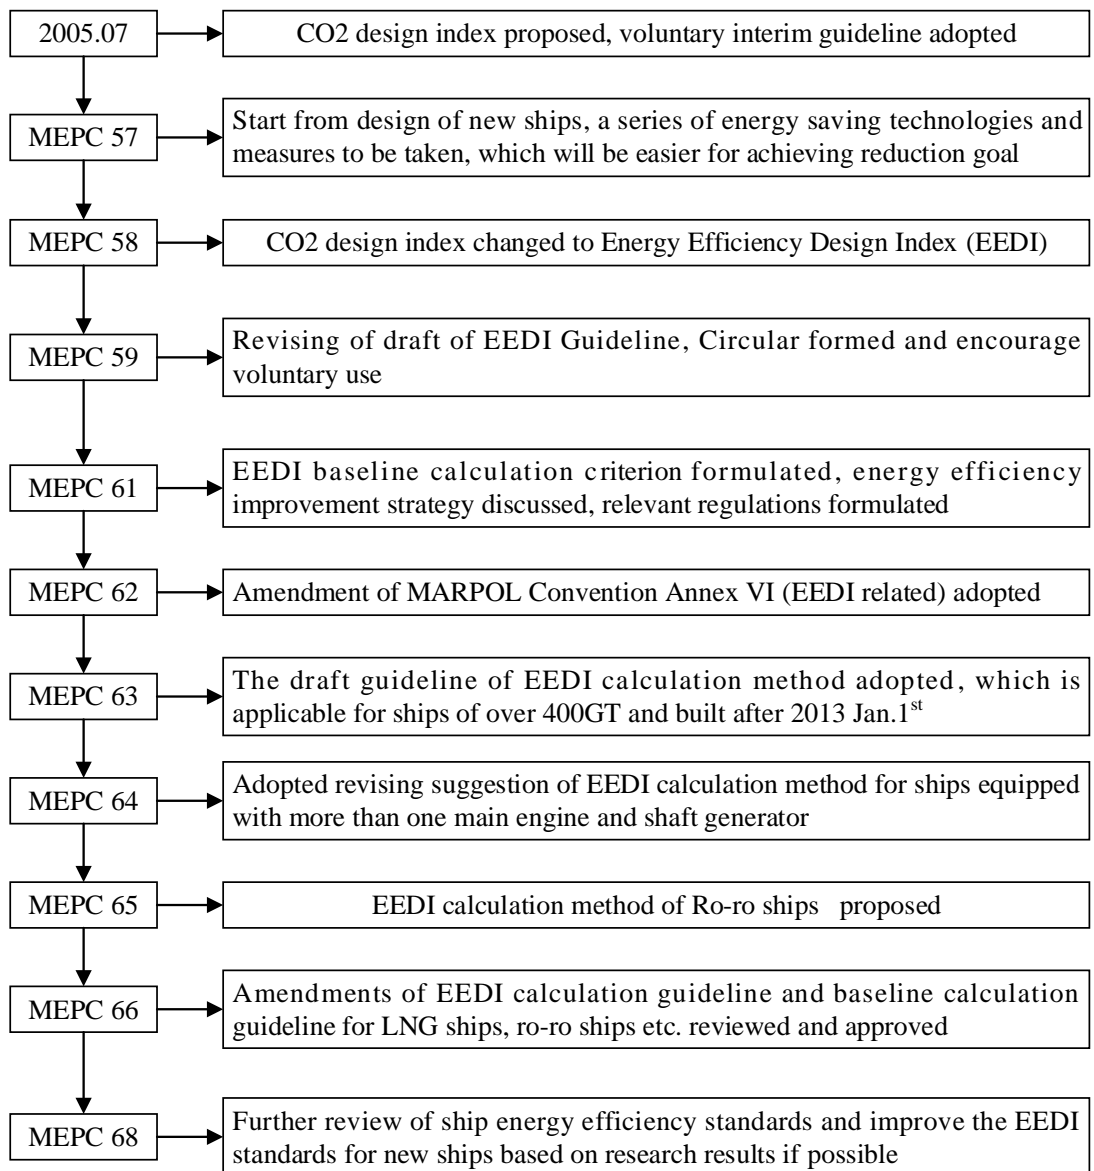 2005.07
CO2 design index proposed, voluntary interim guideline adopted
MEPC 57
Start from design of new ships, a series of energy saving technologies and
measures to be taken, which will be easier for achieving reduction goal
MEPC 58
CO2 design index changed to Energy Efficiency Design Index (EEDI)
MEPC 59
Revising of draft of EEDI Guideline, Circular formed and encourage
voluntary use
MEPC 61
EEDI baseline calculation criterion formulated, energy efficiency
improvement strategy discussed, relevant regulations formulated
MEPC 62
Amendment of MARPOL Convention Annex VI (EEDI related) adopted
MEPC 63
The draft guideline of EEDI calculation method adopted, which is
applicable for ships of over 400GT and built after 2013 Jan.1st
MEPC 64
Adopted revising suggestion of EEDI calculation method for ships equipped
with more than one main engine and shaft generator
MEPC 65
EEDI calculation method of Ro-ro ships proposed
MEPC 66
Amendments of EEDI calculation guideline and baseline calculation
guideline for LNG ships, ro-ro ships etc. reviewed and approved
MEPC 68
Further review of ship energy efficiency standards and improve the EEDI
standards for new ships based on research results if possible